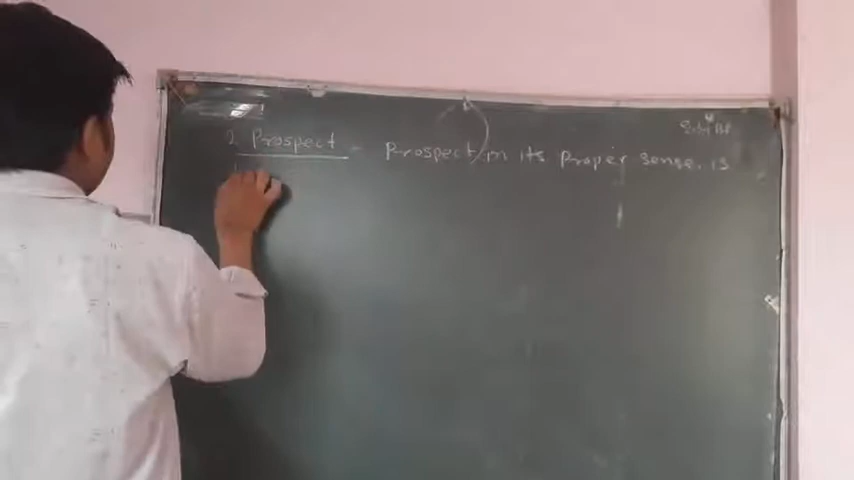 2. Prospect - Prospect, in its Proper sense, is